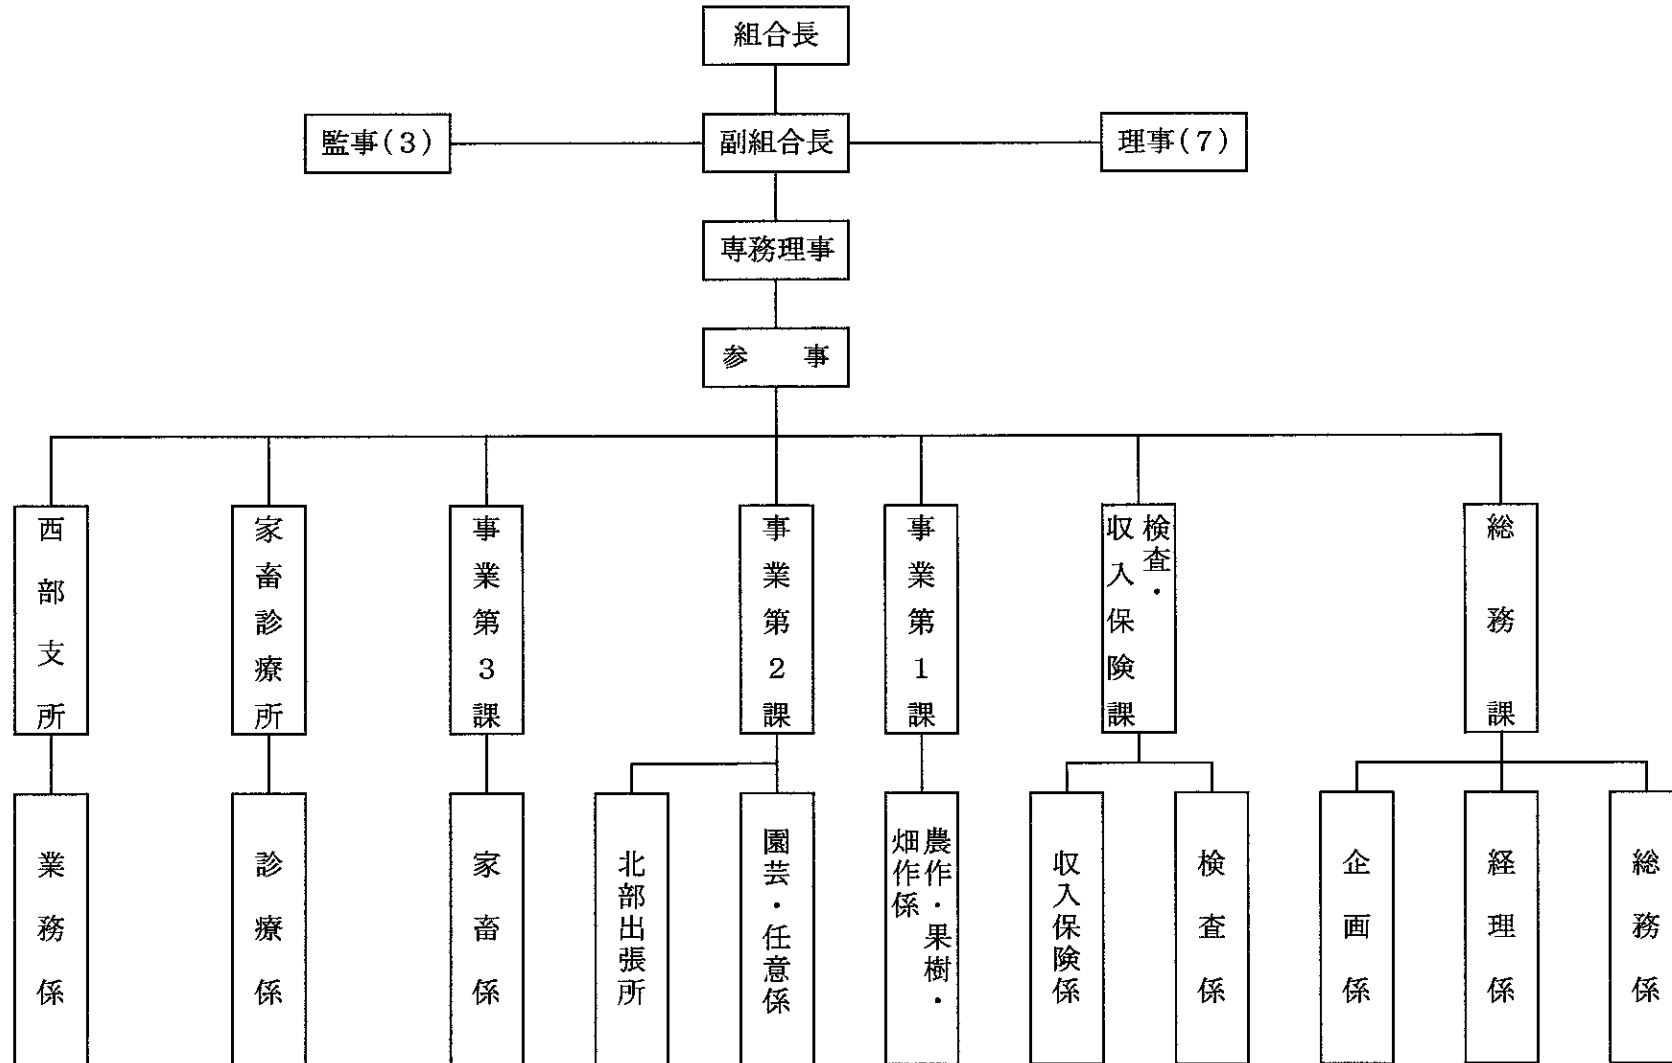 組合長
監事(3)
副組合長
理事(7)
専務理事
参　事
西部支所
家畜診療所
事業第3課
事業第2課
事業第1課
検査・
収入保険課
総務課
業務係
診療係
家畜係
北部出張所
園芸・任意係
農作・果樹・
畑作係
収入保険係
検査係
企画係
経理係
総務係